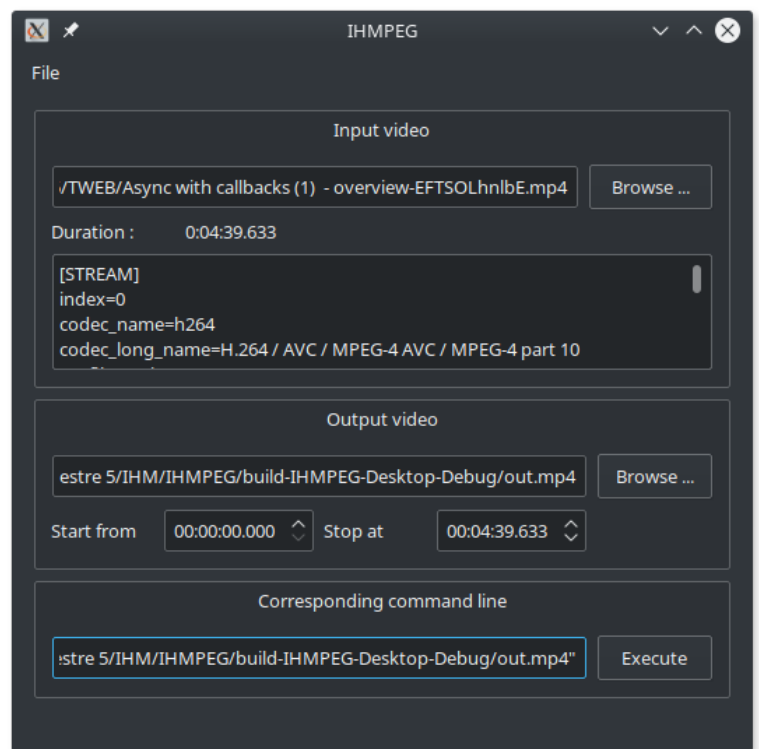 IHMPEG
File
Input video
/TWEB/Async with callbacks (1) - overview-EFTSOLhnlbE.mp4 Browse ...
Duration : 0:04:39.633
[STREAM]
index=0
codec_name=h264
codec_long_name=H.264 / AVC / MPEG-4 AVC / MPEG-4 part 10
Output video
estre 5/IHM/IHMPEG/build-IHMPEG-Desktop-Debug/out.mp4 Browse ...
Start from 00:00:00.000 Stop at 00:04:39.633
Corresponding command line
estre 5/IHM/IHMPEG/build-IHMPEG-Desktop-Debug/out.mp4" Execute